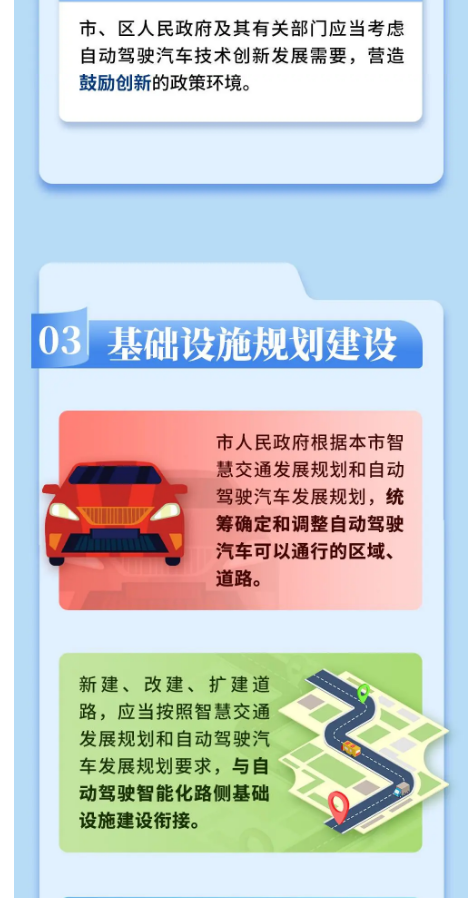 市、区人民政府及其有关部门应当考虑
自动驾驶汽车技术创新发展需要，营造
鼓励创新的政策环境。
03 基础设施规划建设
市人民政府根据本市智
慧交通发展规划和自动
驾驶汽车发展规划，统
筹确定和调整自动驾驶
汽车可以通行的区域、
道路。
新建、改建、扩建道
路，应当按照智慧交通
发展规划和自动驾驶汽
车发展规划要求，与自
动驾驶智能化路侧基础
设施建设衔接。